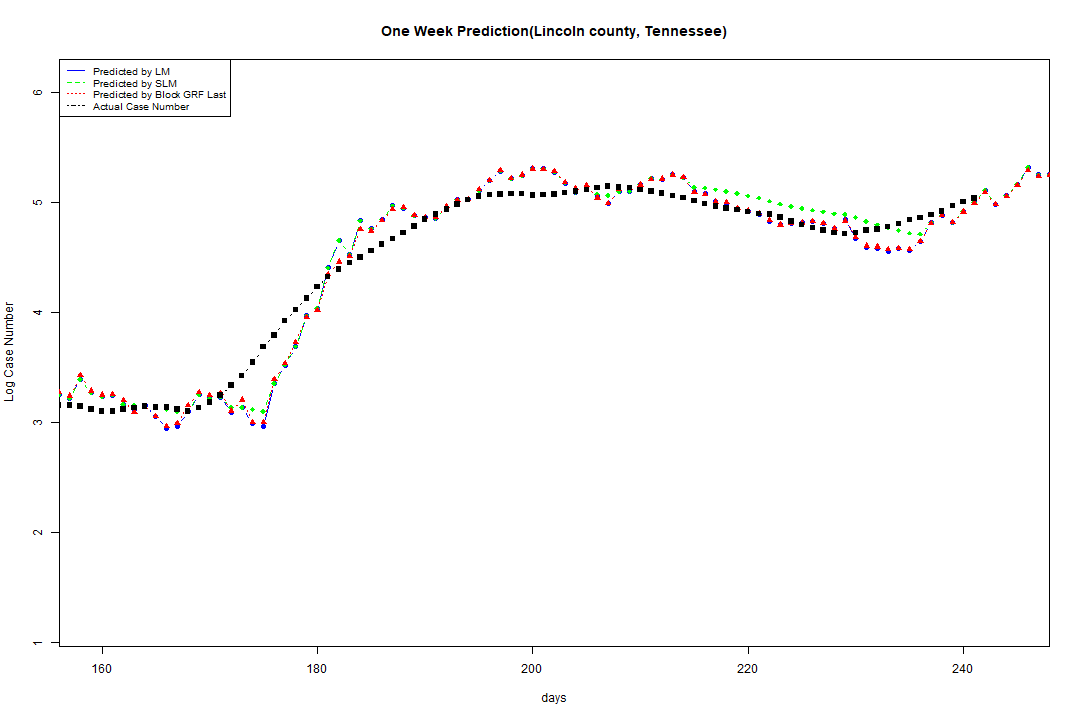 One Week Prediction(Lincoln county, Tennessee)
Predicted by LM
Predicted by SLM
Predicted by Block GRF Last
Actual Case Number
6
5
4
3
2
1
Log Case Number
160 180 200 220 240
days